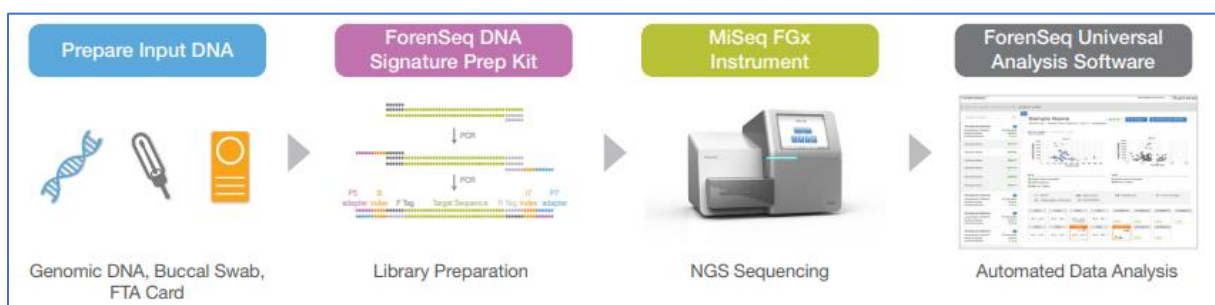 Prepare Input DNA
ForenSeq DNA
Signature Prep Kit
MiSeq FGx
Instrument
ForenSeq Universal
Analysis Software
PCR
PCR
P5
adapter
i5
index
F Tag
Target Sequence
R Tag
i7
index
P7
adapter
Genomic DNA, Buccal Swab,
FTA Card
Library Preparation
NGS Sequencing
Automated Data Analysis